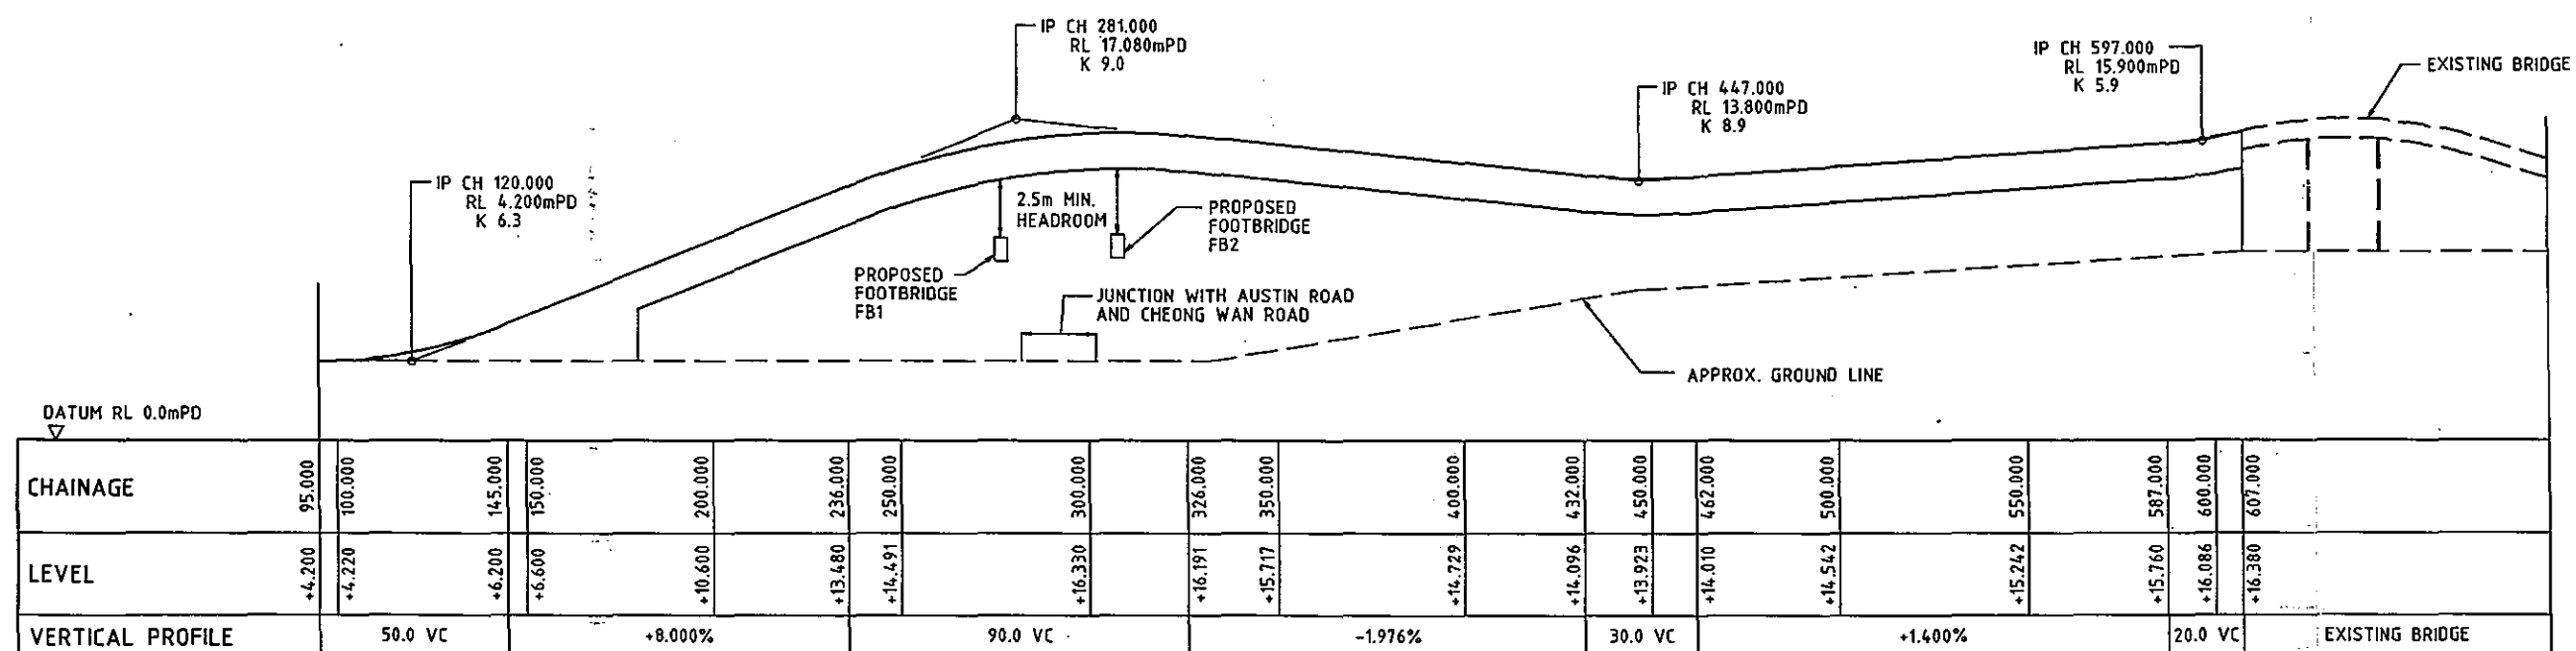 IP CH 281.000
RL 17.080mPD
K 9.0
IP CH 597.000
RL 15.900mPD
K 5.9
EXISTING BRIDGE
IP CH 447.000
RL 13.800mPD
K 8.9
IP CH 120.000
RL 4.200mPD
K 6.3
2.5m MIN.
HEADROOM
PROPOSED
FOOTBRIDGE
FB2
PROPOSED
FOOTBRIDGE
FB1
JUNCTION WITH AUSTIN ROAD
AND CHEONG WAN ROAD
APPROX. GROUND LINE
DATUM RL 0.0mPD
CHAINAGE 95.000 100.000 145.000 150.000 200.000 236.000 250.000 300.000 326.000 350.000 400.000 432.000 450.000 462.000 500.000 550.000 587.000 600.000 607.000
LEVEL +4.200 +4.220 +6.200 +6.600 +10.600 +13.480 +14.491 +16.330 +16.191 +15.717 +14.729 +14.096 +13.923 +14.010 +14.542 +15.242 +15.760 +16.086 +16.380
VERTICAL PROFILE 50.0 VC +8.000% 90.0 VC -1.976% 30.0 VC +1.400% 20.0 VC EXISTING BRIDGE